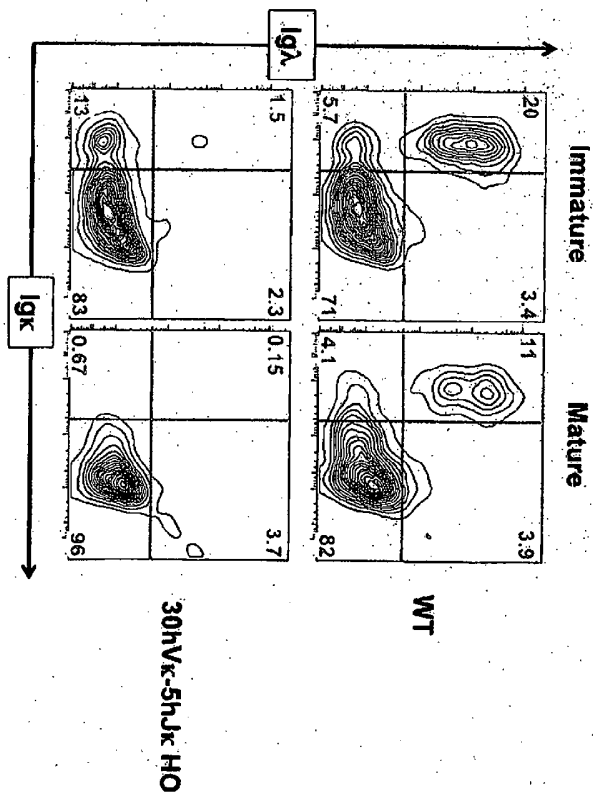 Immature Mature
20 3.4 11 3.9
WT
5.7 71 4.1 82
Igλ
1.5 2.3 0.15 3.7
30hVκ-5hJκ HO
13 83 0.67 96
Igκ